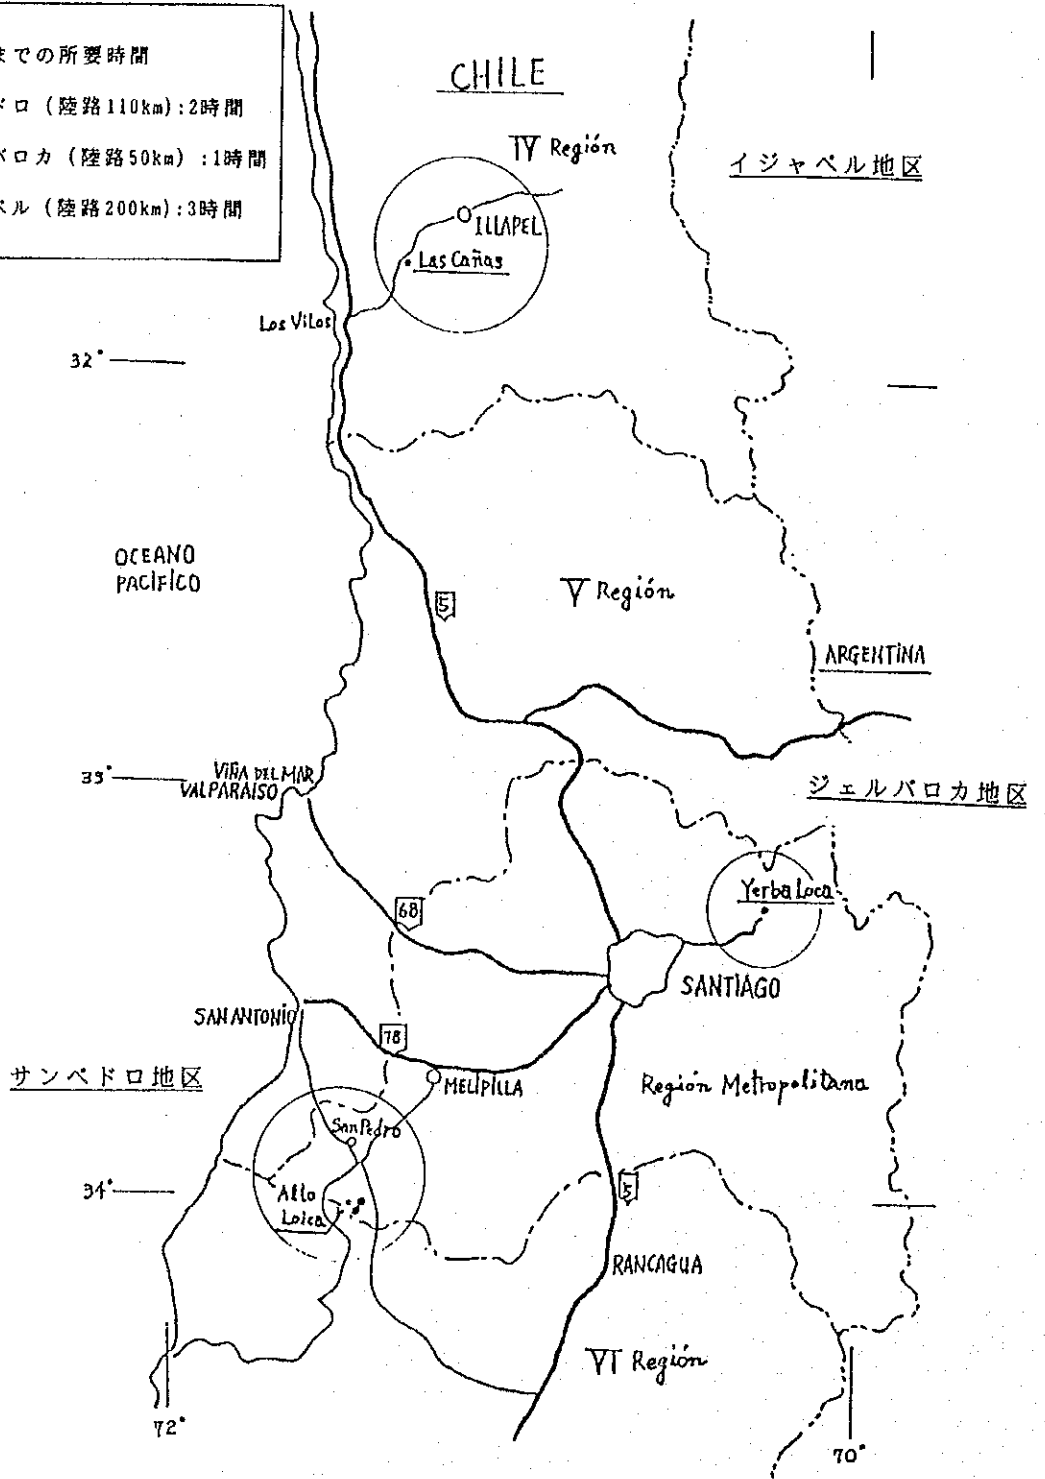 までの所要時間
ドロ (陸路110km):2時間
バロカ (陸路50km) :1時間
ペル (陸路200km):3時間
CHILE
IV Región
イジャペル地区
ILLAPEL
Las Cañas
Los Vilos
32°
OCEANO
PACIFICO
V Región
5
ARGENTINA
33°
VIÑA DEL MAR
VALPARAISO
ジェルバロカ地区
Yerba Loca
68
SANTIAGO
SAN ANTONIO
78
サンペドロ地区
MELIPILLA
Región Metropolitana
San Pedro
34°
Alto
Loica
5
RANCAGUA
VI Región
72°
70°